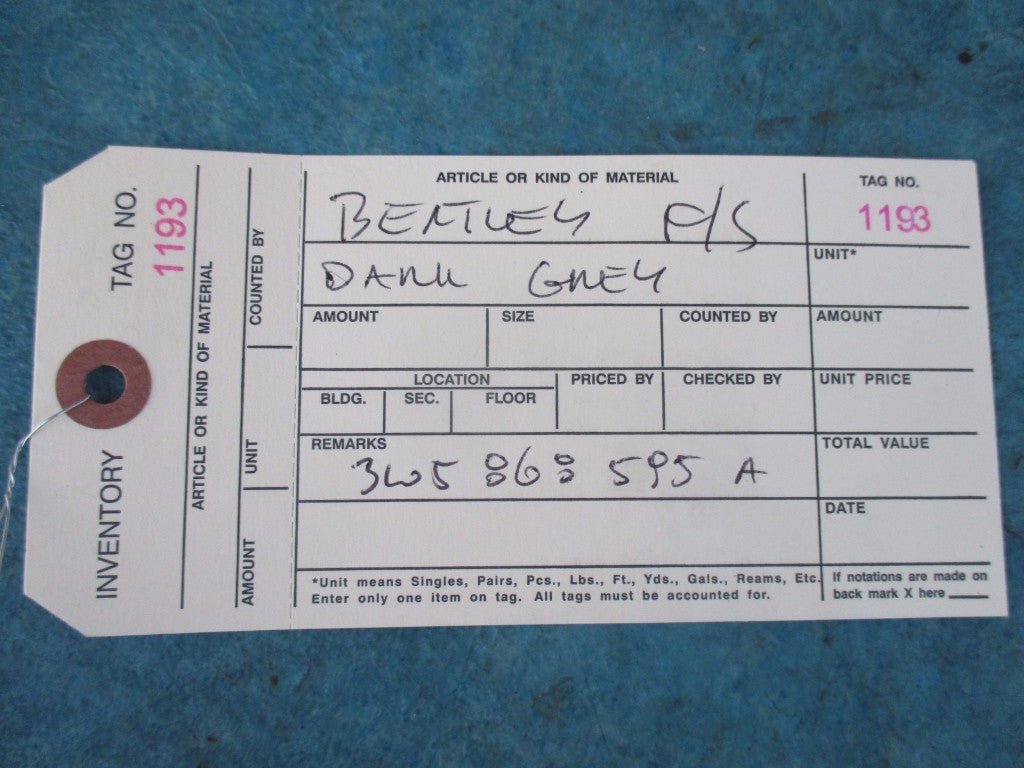 TAG NO.
1193
INVENTORY
ARTICLE OR KIND OF MATERIAL
COUNTED BY
UNIT
AMOUNT
ARTICLE OR KIND OF MATERIAL
BENTLEY F/S
DARK GREY
TAG NO.
1193
UNIT*
AMOUNT
SIZE
COUNTED BY
AMOUNT
LOCATION
BLDG.
SEC.
FLOOR
PRICED BY
CHECKED BY
UNIT PRICE
REMARKS
3W5 868 595 A
TOTAL VALUE
DATE
*Unit means Singles, Pairs, Pcs., Lbs., Ft., Yds., Gals., Reams, Etc.
Enter only one item on tag. All tags must be accounted for.
If notations are made on
back mark X here